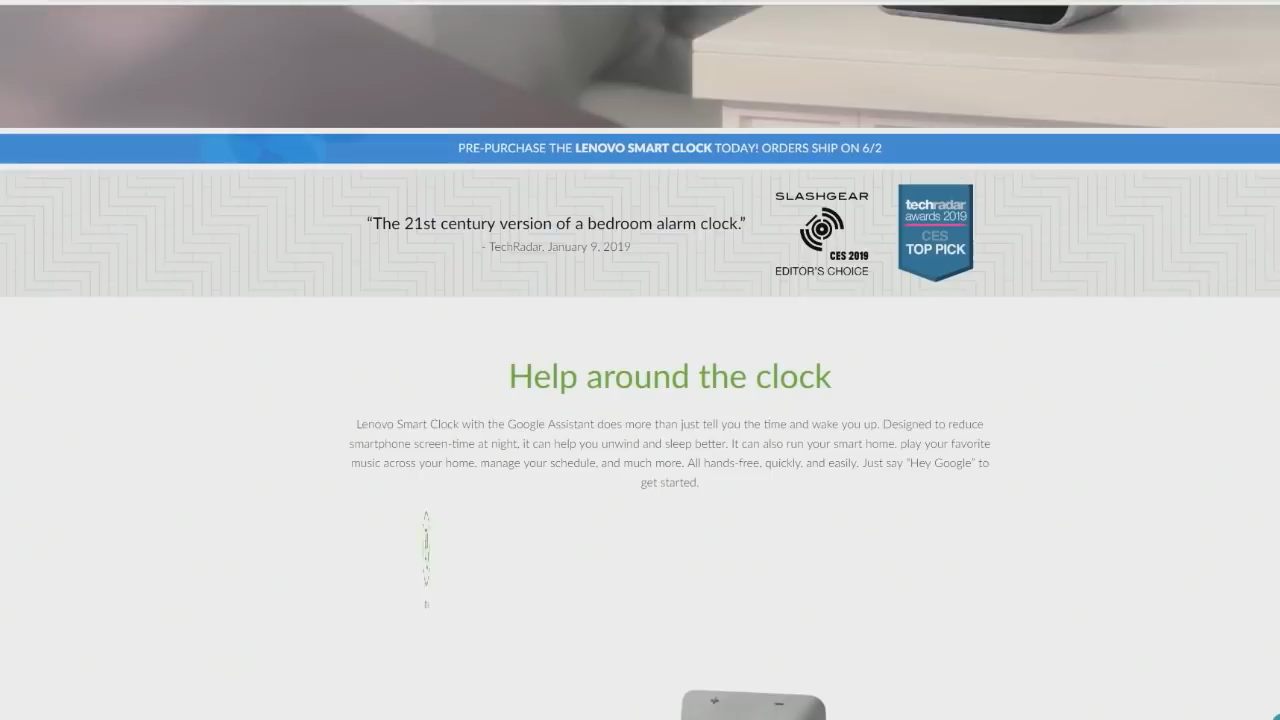 PRE-PURCHASE THE LENOVO SMART CLOCK TODAY! ORDERS SHIP ON 6/2
“The 21st century version of a bedroom alarm clock.”
- TechRadar, January 9, 2019
SLASHGEAR
CES 2019
EDITOR'S CHOICE
techradar
awards 2019
CES
TOP PICK
Help around the clock
Lenovo Smart Clock with the Google Assistant does more than just tell you the time and wake you up. Designed to reduce
smartphone screen-time at night, it can help you unwind and sleep better. It can also run your smart home, play your favorite
music across your home, manage your schedule, and much more. All hands-free, quickly, and easily. Just say “Hey Google” to
get started.